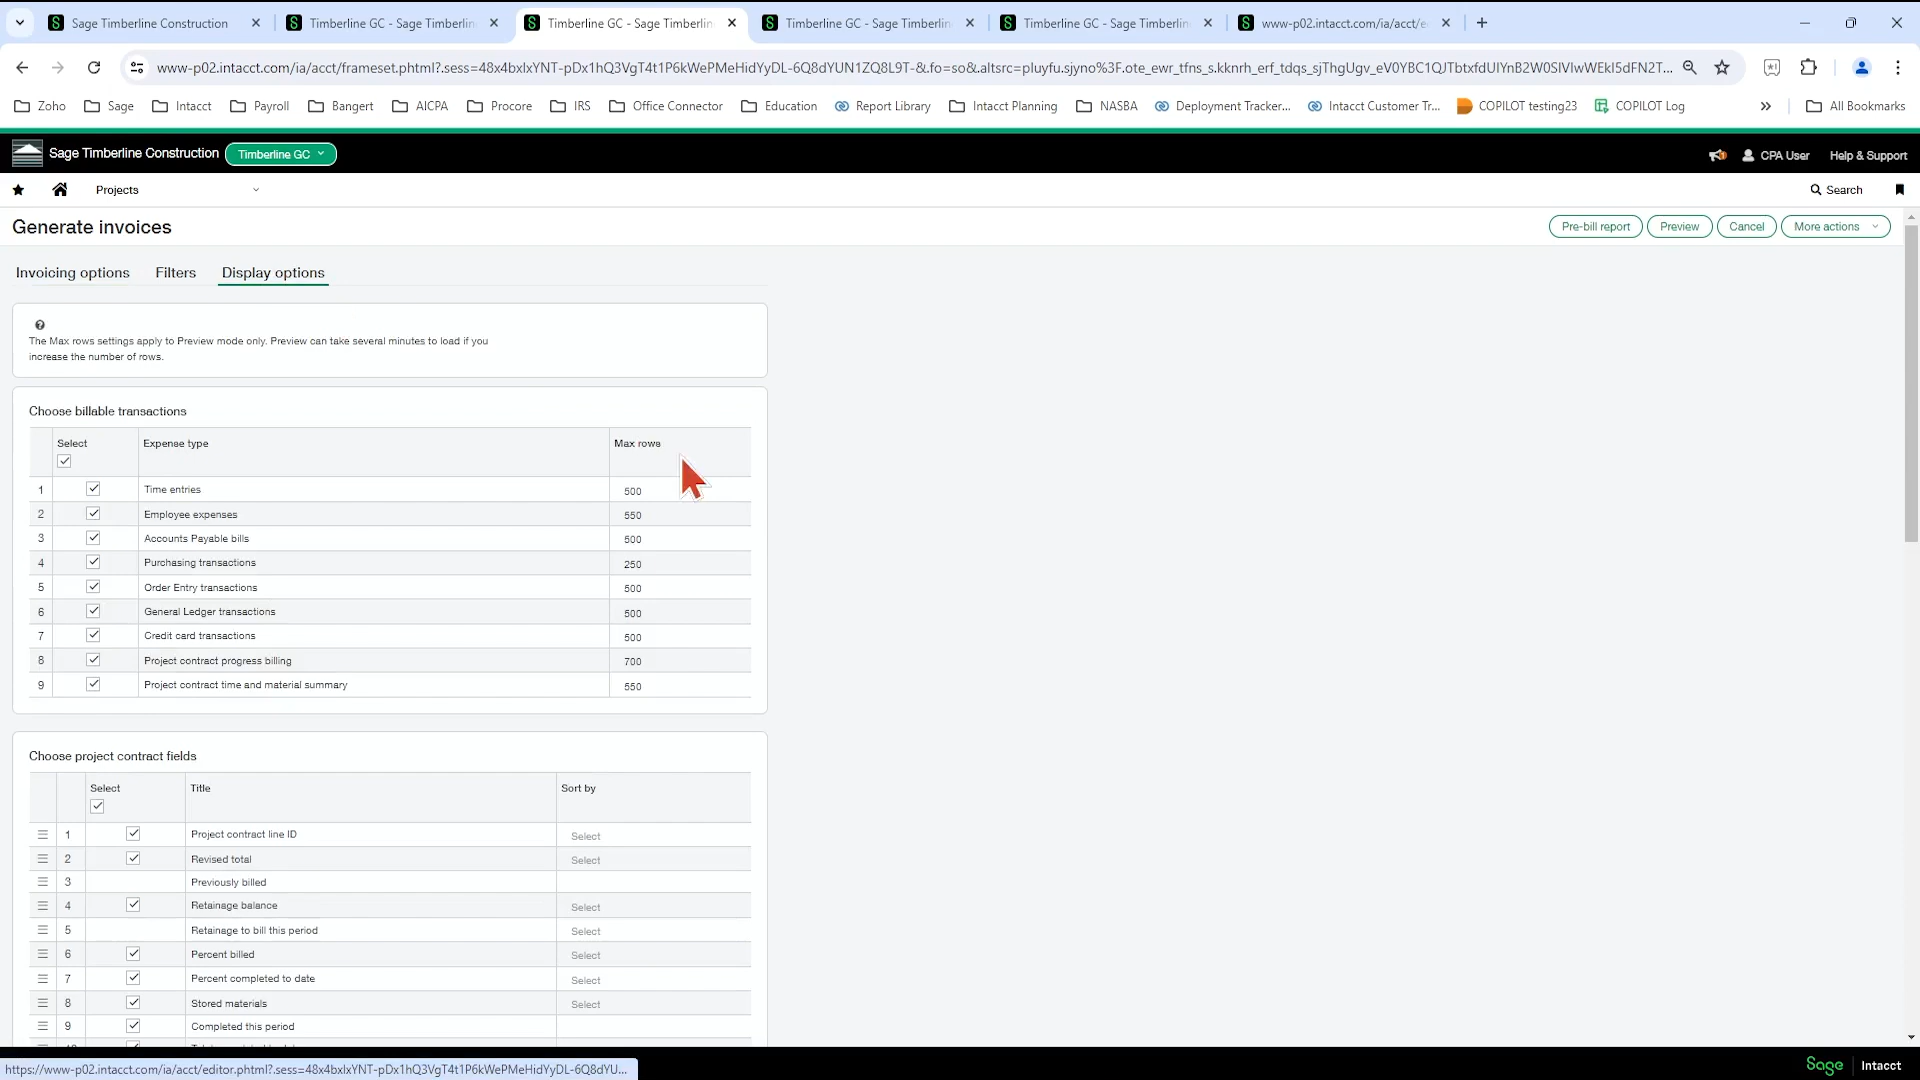 Sage Timberline Construction
Timberline GC - Sage Timberlin
Timberline GC - Sage Timberlin
Timberline GC - Sage Timberlin
Timberline GC - Sage Timberlin
www-p02.intacct.com/ia/acct/e
www-p02.intacct.com/ia/acct/frameset.phtml?.sess=48x4bxlxYNT-pDx1hQ3VgT4t1P6kWePMeHidYyDL-6Q8dYUN1ZQ8L9T-&.fo=so&.altsrc=pluyfu.sjyno%3F.ote_ewr_tfns_s.kknrh_erf_tdqs_sjThgUgv_eV0YBC1QJTbtxfdUIYnB2W0SIVIwWEkI5dFN2T...
Zoho Sage Intacct Payroll Bangert AICPA Procore IRS Office Connector Education Report Library Intacct Planning NASBA Deployment Tracker... Intacct Customer Tr... COPILOT testing23 COPILOT Log » All Bookmarks
Sage Timberline Construction Timberline GC CPA User Help & Support
Projects Search
Generate invoices Pre-bill report Preview Cancel More actions
Invoicing options Filters Display options
The Max rows settings apply to Preview mode only. Preview can take several minutes to load if you
increase the number of rows.
Choose billable transactions
Select Expense type Max rows
1 Time entries 500
2 Employee expenses 550
3 Accounts Payable bills 500
4 Purchasing transactions 250
5 Order Entry transactions 500
6 General Ledger transactions 500
7 Credit card transactions 500
8 Project contract progress billing 700
9 Project contract time and material summary 550
Choose project contract fields
Select Title Sort by
1 Project contract line ID Select
2 Revised total Select
3 Previously billed
4 Retainage balance Select
5 Retainage to bill this period Select
6 Percent billed Select
7 Percent completed to date Select
8 Stored materials Select
9 Completed this period
https://www-p02.intacct.com/ia/acct/editor.phtml?.sess=48x4bxlxYNT-pDx1hQ3VgT4t1P6kWePMeHidYyDL-6Q8dYU...
Sage Intacct